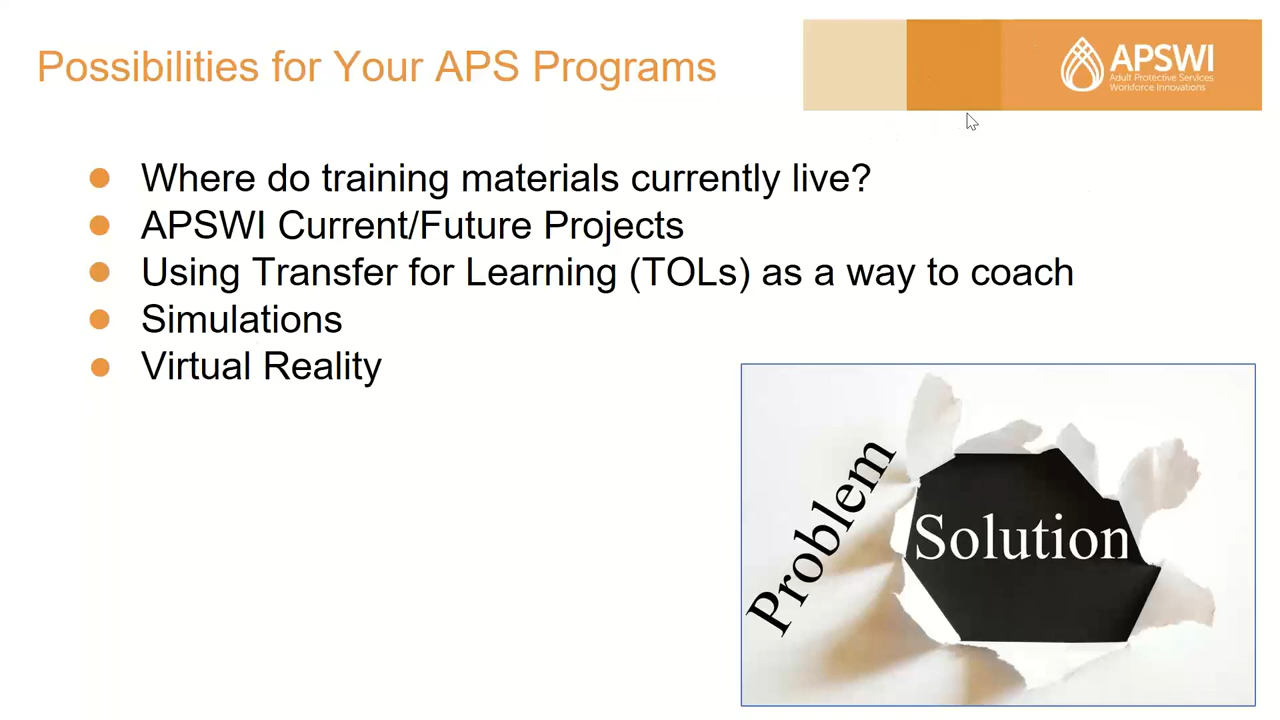 Possibilities for Your APS Programs
APSWI
Adult Protective Services
Workforce Innovations
Where do training materials currently live?
APSWI Current/Future Projects
Using Transfer for Learning (TOLs) as a way to coach
Simulations
Virtual Reality
Problem
Solution